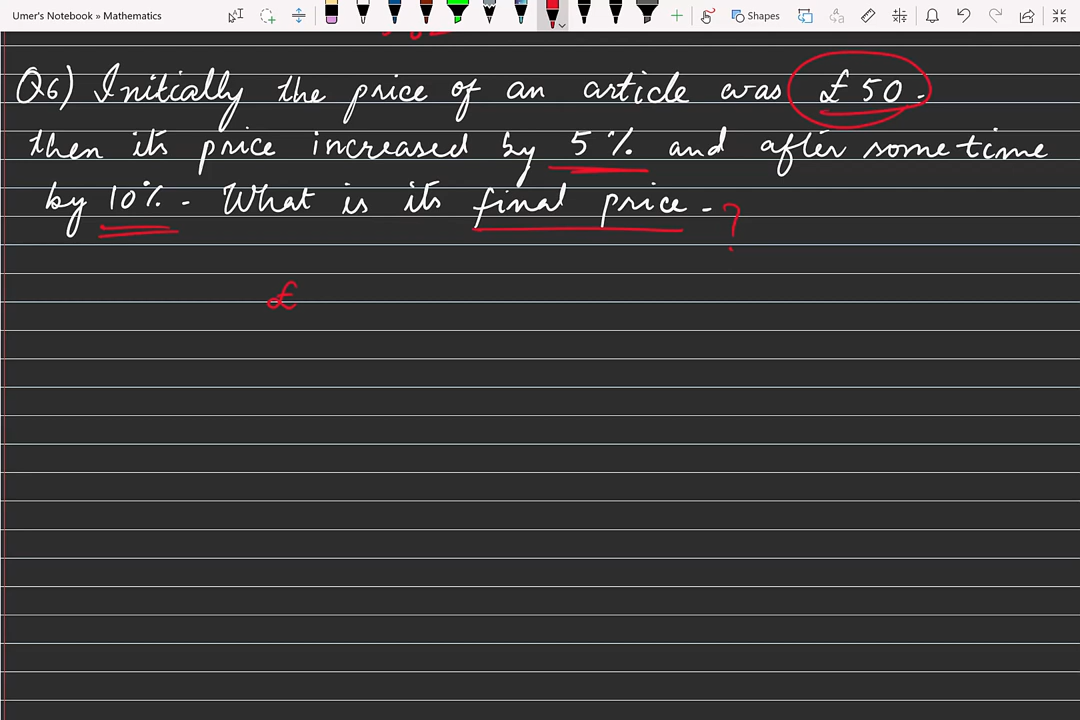 Umer's Notebook » Mathematics
Shapes
Q6) Initially the price of an article was £50.
then its price increased by 5% and after some time
by 10%. What is its final price. ?
£